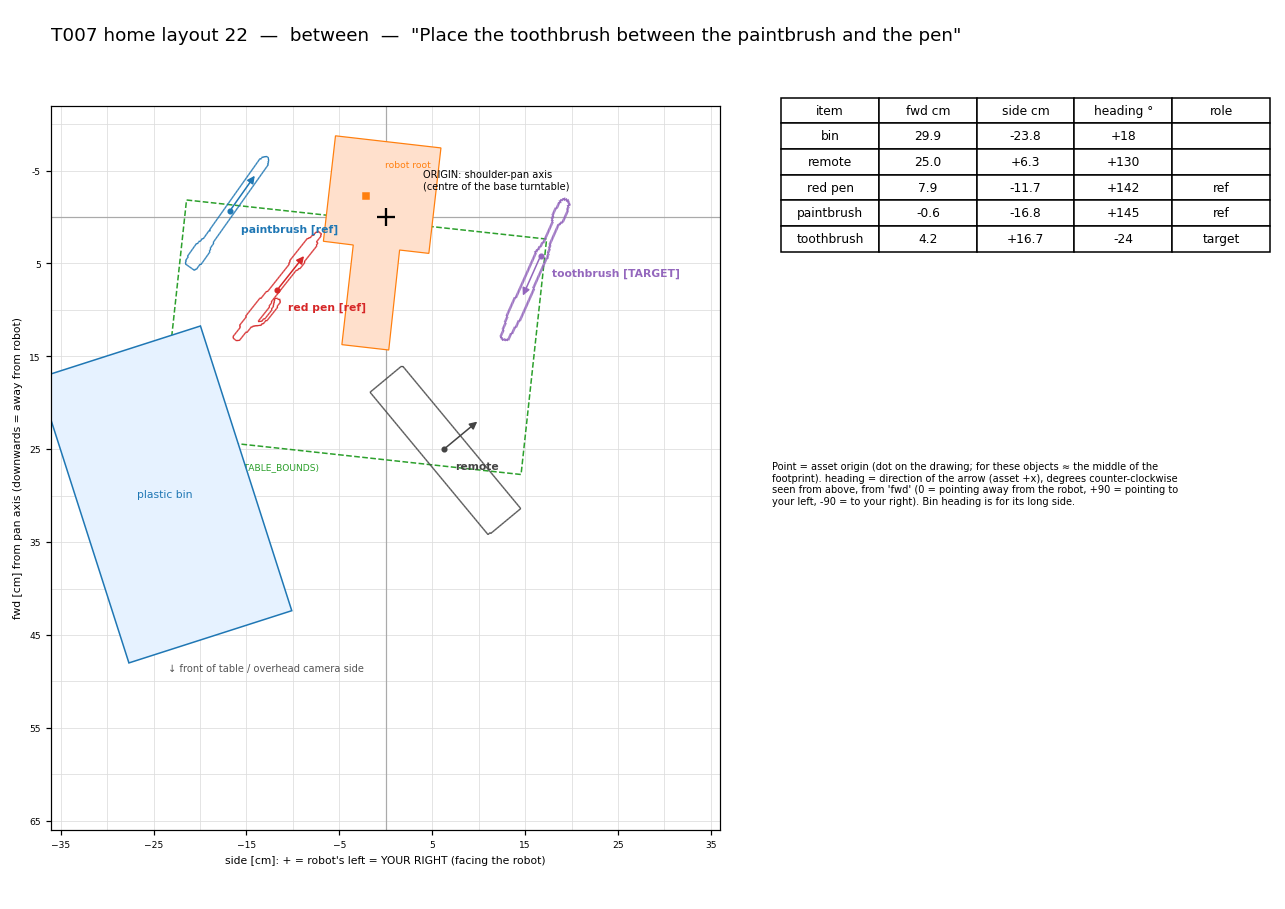 T007 home layout 22 — between — "Place the toothbrush between the paintbrush and the pen"
item fwd cm side cm heading ° role
bin 29.9 -23.8 +18
remote 25.0 +6.3 +130
red pen 7.9 -11.7 +142 ref
paintbrush -0.6 -16.8 +145 ref
toothbrush 4.2 +16.7 -24 target
robot root
ORIGIN: shoulder-pan axis
(centre of the base turntable)
paintbrush [ref]
toothbrush [TARGET]
red pen [ref]
remote
TABLE_BOUNDS)
plastic bin
↓ front of table / overhead camera side
-5
5
15
25
35
45
55
65
−35 −25 −15 −5 5 15 25 35
fwd [cm] from pan axis (downwards = away from robot)
side [cm]: + = robot's left = YOUR RIGHT (facing the robot)
Point = asset origin (dot on the drawing; for these objects ≈ the middle of the
footprint). heading = direction of the arrow (asset +x), degrees counter-clockwise
seen from above, from 'fwd' (0 = pointing away from the robot, +90 = pointing to
your left, -90 = to your right). Bin heading is for its long side.